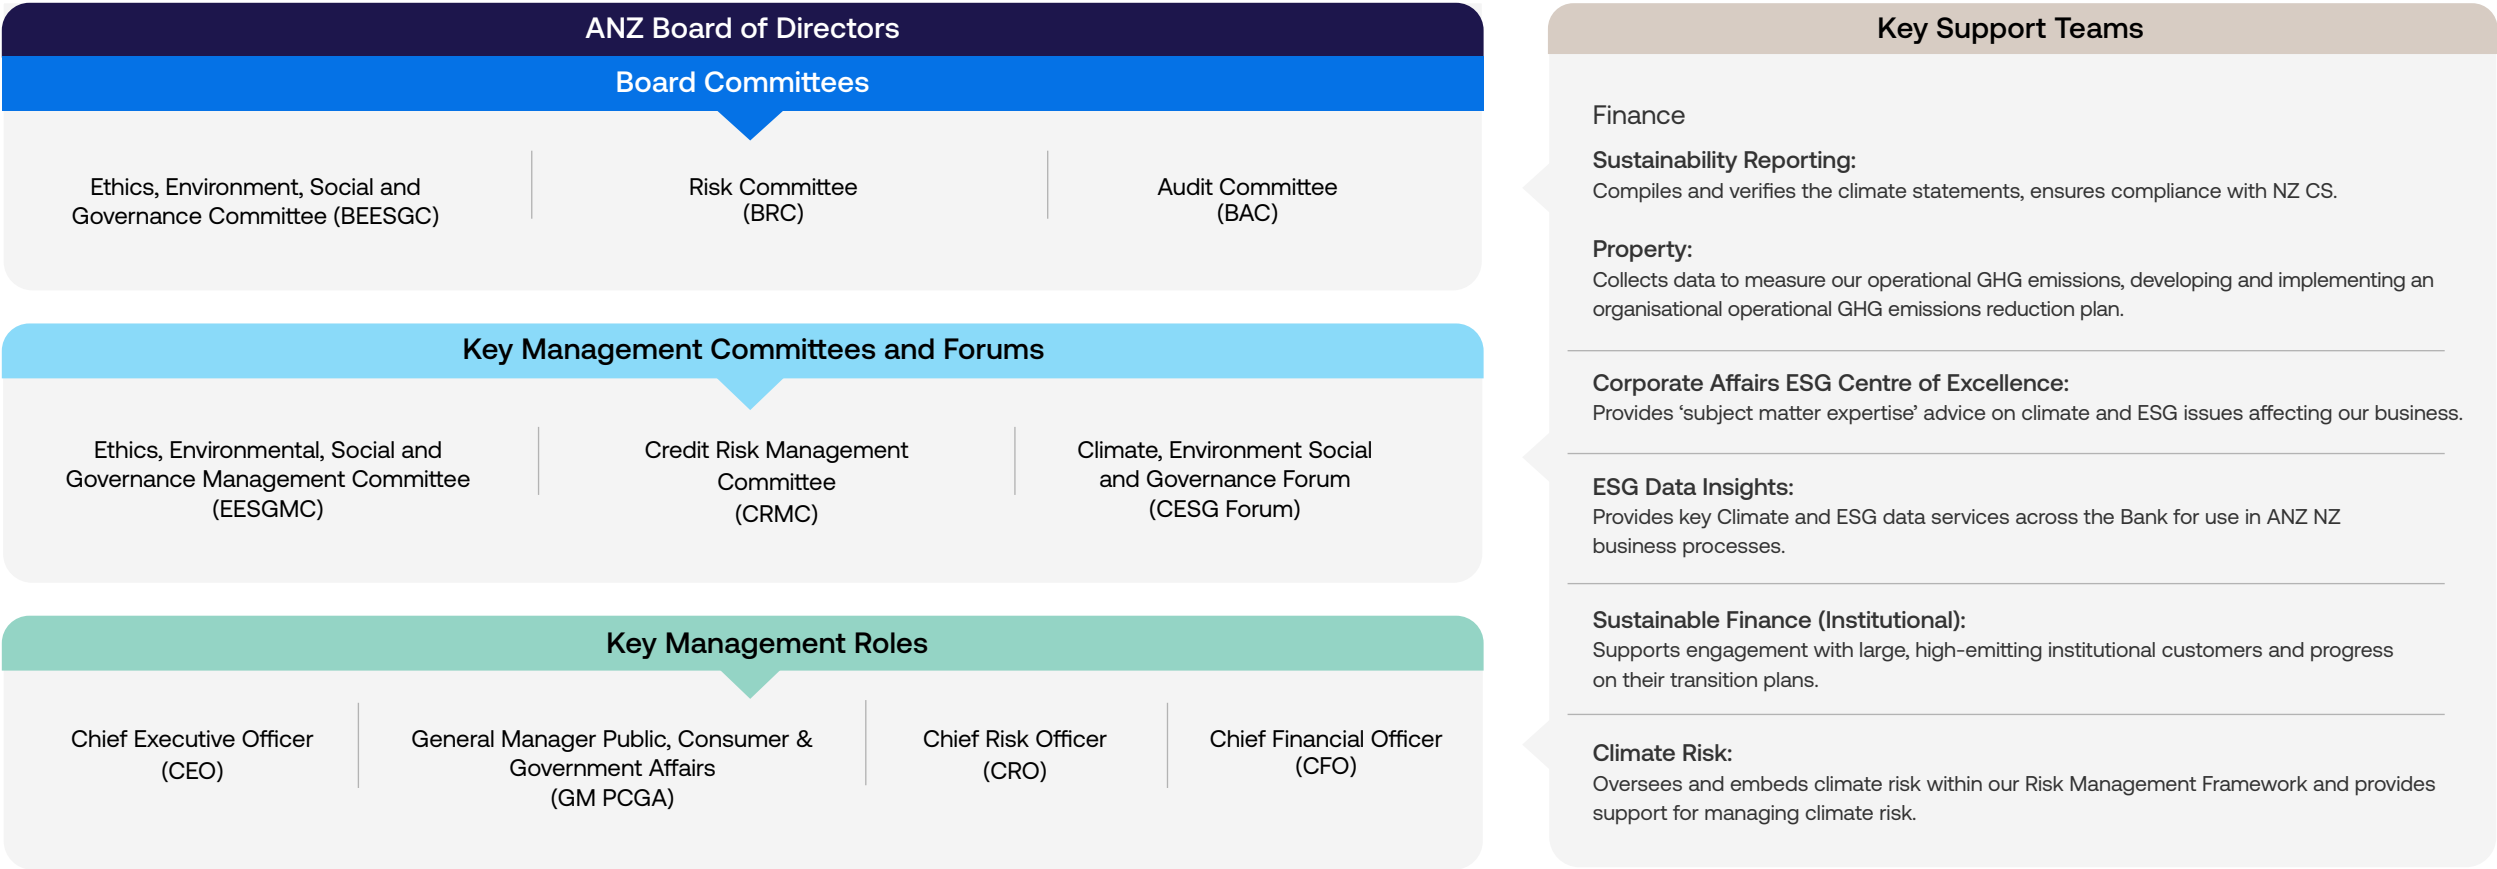 ANZ Board of Directors
Board Committees
Ethics, Environment, Social and
Governance Committee (BEESGC)
Risk Committee
(BRC)
Audit Committee
(BAC)
Key Management Committees and Forums
Ethics, Environmental, Social and
Governance Management Committee
(EESGMC)
Credit Risk Management
Committee
(CRMC)
Climate, Environment Social
and Governance Forum
(CESG Forum)
Key Management Roles
Chief Executive Officer
(CEO)
General Manager Public, Consumer &
Government Affairs
(GM PCGA)
Chief Risk Officer
(CRO)
Chief Financial Officer
(CFO)
Key Support Teams
Finance
Sustainability Reporting:
Compiles and verifies the climate statements, ensures compliance with NZ CS.
Property:
Collects data to measure our operational GHG emissions, developing and implementing an
organisational operational GHG emissions reduction plan.
Corporate Affairs ESG Centre of Excellence:
Provides ‘subject matter expertise’ advice on climate and ESG issues affecting our business.
ESG Data Insights:
Provides key Climate and ESG data services across the Bank for use in ANZ NZ
business processes.
Sustainable Finance (Institutional):
Supports engagement with large, high-emitting institutional customers and progress
on their transition plans.
Climate Risk:
Oversees and embeds climate risk within our Risk Management Framework and provides
support for managing climate risk.